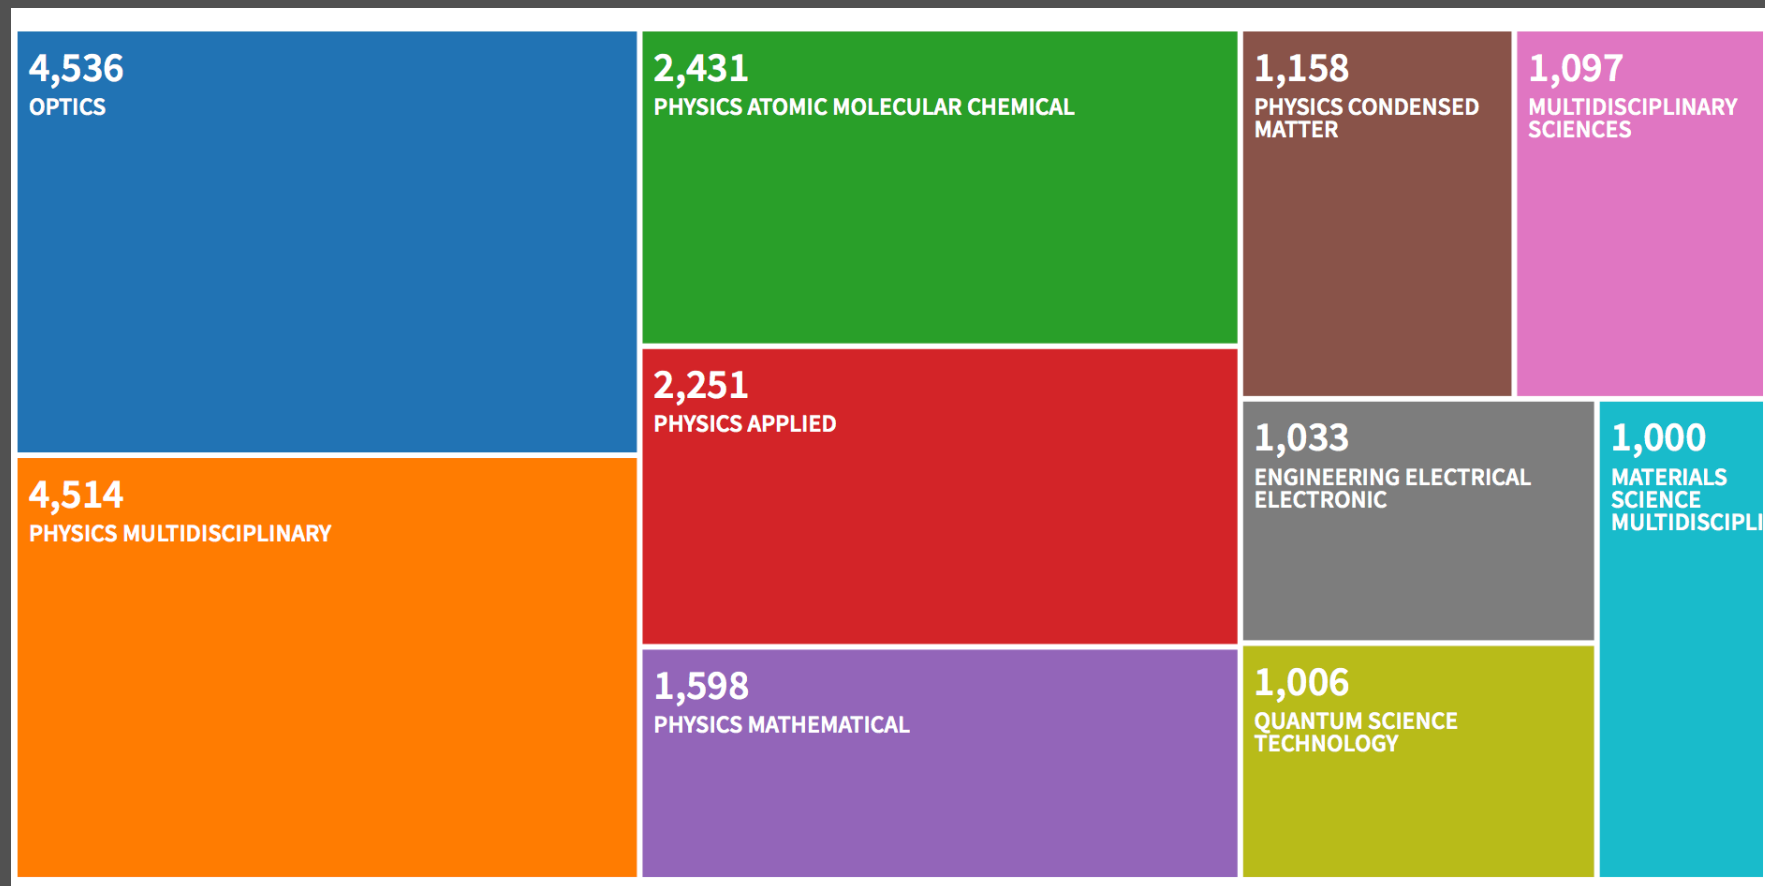 4,536
OPTICS
4,514
PHYSICS MULTIDISCIPLINARY
2,431
PHYSICS ATOMIC MOLECULAR CHEMICAL
2,251
PHYSICS APPLIED
1,598
PHYSICS MATHEMATICAL
1,158
PHYSICS CONDENSED
MATTER
1,097
MULTIDISCIPLINARY
SCIENCES
1,033
ENGINEERING ELECTRICAL
ELECTRONIC
1,006
QUANTUM SCIENCE
TECHNOLOGY
1,000
MATERIALS
SCIENCE
MULTIDISCIPLI